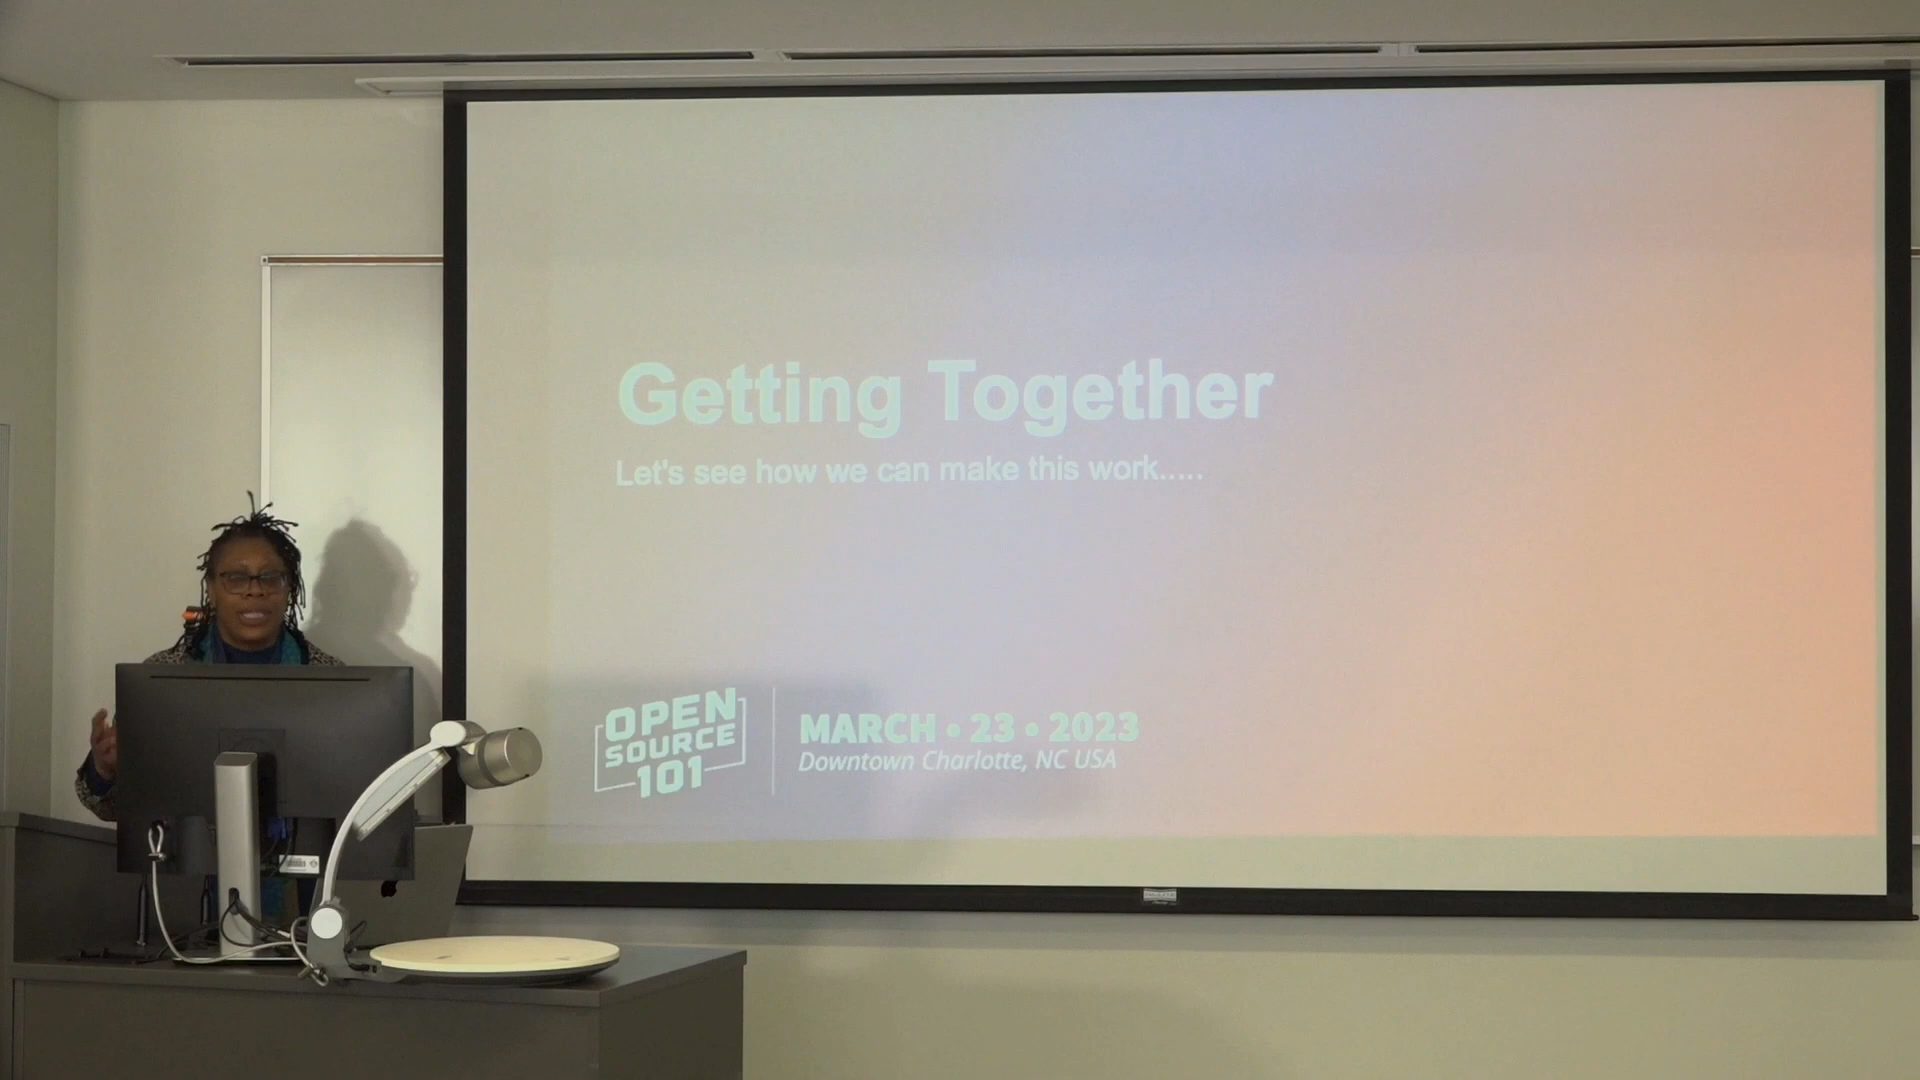 Getting Together
Let's see how we can make this work.....
OPEN
SOURCE
101
MARCH • 23 • 2023
Downtown Charlotte, NC USA